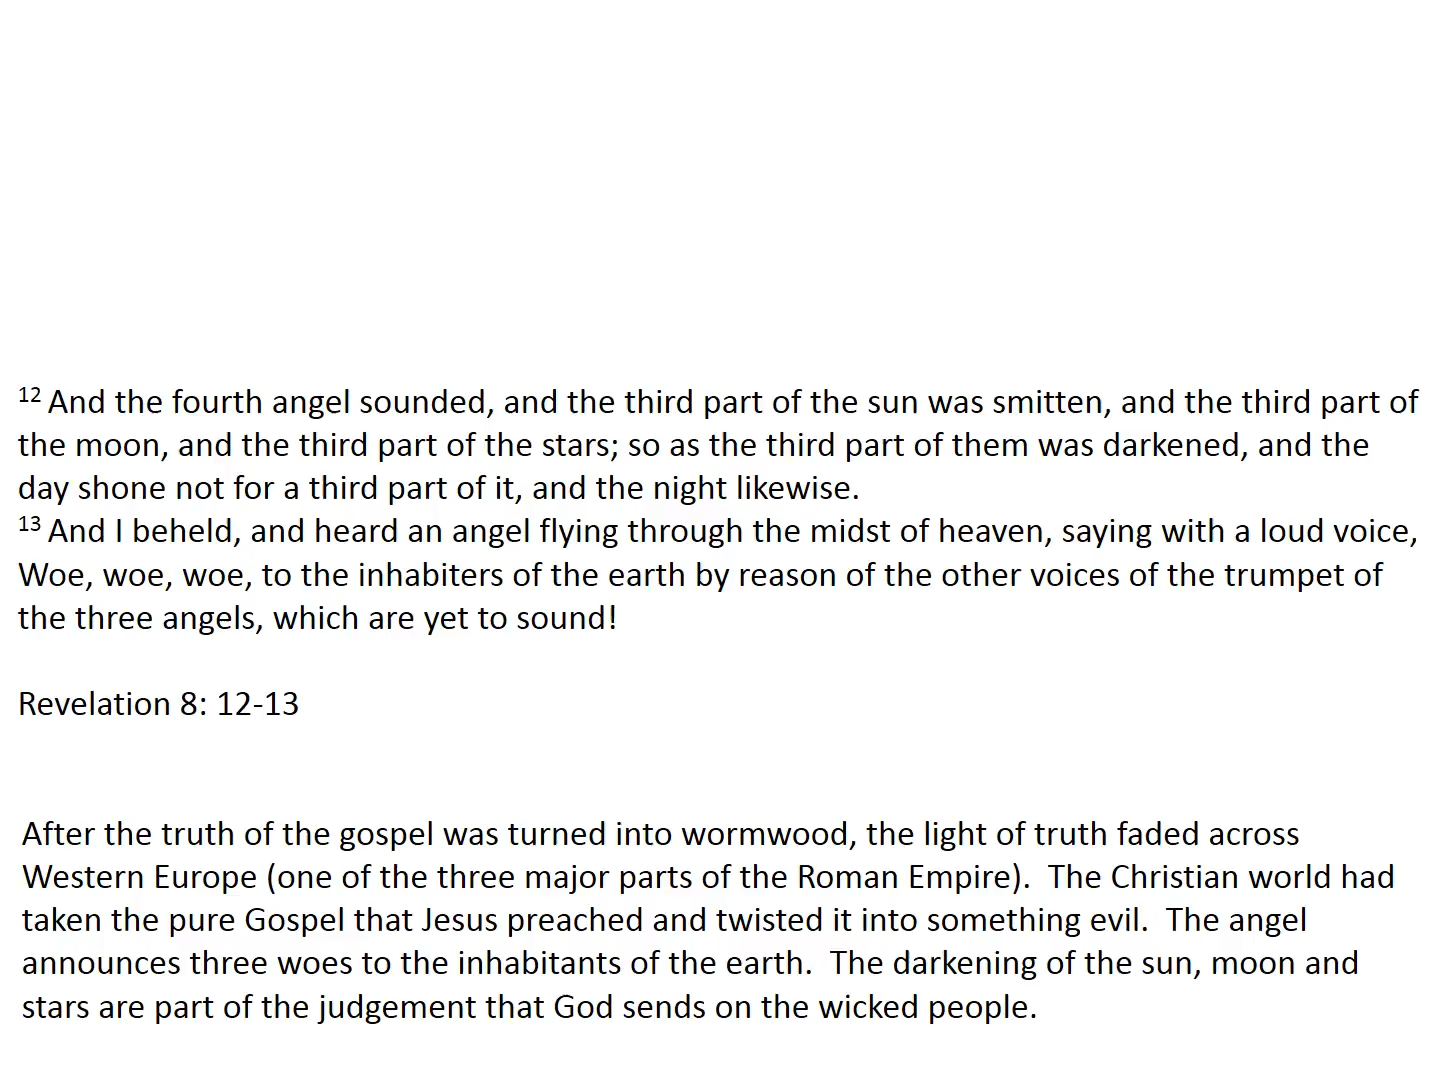 12 And the fourth angel sounded, and the third part of the sun was smitten, and the third part of
the moon, and the third part of the stars; so as the third part of them was darkened, and the
day shone not for a third part of it, and the night likewise.
13 And I beheld, and heard an angel flying through the midst of heaven, saying with a loud voice,
Woe, woe, woe, to the inhabiters of the earth by reason of the other voices of the trumpet of
the three angels, which are yet to sound!
Revelation 8: 12-13
After the truth of the gospel was turned into wormwood, the light of truth faded across
Western Europe (one of the three major parts of the Roman Empire).  The Christian world had
taken the pure Gospel that Jesus preached and twisted it into something evil.  The angel
announces three woes to the inhabitants of the earth.  The darkening of the sun, moon and
stars are part of the judgement that God sends on the wicked people.